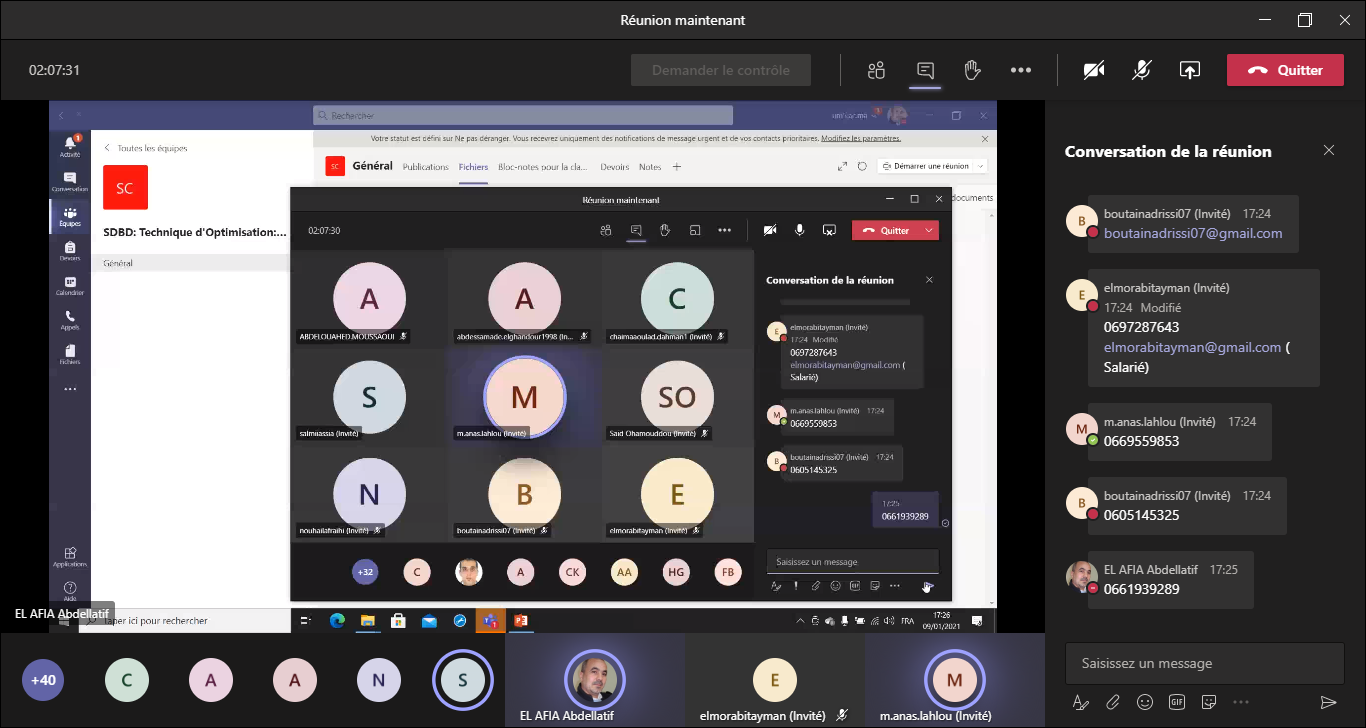 Réunion maintenant
02:07:31
Demander le contrôle
Quitter
Rechercher
Votre statut est défini sur Ne pas déranger. Vous recevrez uniquement des notifications de message urgent et de vos contacts prioritaires. Modifiez les paramètres.
Activité
Conversation
Équipes
Devoirs
Calendrier
Appels
Fichiers
Applications
Aide
Toutes les équipes
SC
SDBD: Technique d'Optimisation:...
Général
SC
Général
Publications
Fichiers
Bloc-notes pour la cla...
Devoirs
Notes
Démarrer une réunion
documents
Réunion maintenant
02:07:30
Quitter
A
ABDELOUAHED.MOUSSAOUI
A
abdessamade.elghandour1998 (In...
C
chaimaaoulad.dahman1 (Invité)
S
salmiiassia (Invité)
M
m.anas.lahlou (Invité)
SO
Said Ohamouddou (Invité)
N
nouhailafraihi (Invité)
B
boutainadrissi07 (Invité)
E
elmorabitayman (Invité)
+32
C
A
CK
AA
HG
FB
Conversation de la réunion
E
elmorabitayman (Invité)
17:24 Modifié
0697287643
elmorabitayman@gmail.com (
Salarié)
M
m.anas.lahlou (Invité) 17:24
0669559853
B
boutainadrissi07 (Invité) 17:24
0605145325
17:25
0661939289
Saisissez un message
EL AFIA Abdellatif
Taper ici pour rechercher
FRA
17:26
09/01/2021
Conversation de la réunion
B
boutainadrissi07 (Invité) 17:24
boutainadrissi07@gmail.com
E
elmorabitayman (Invité)
17:24 Modifié
0697287643
elmorabitayman@gmail.com (
Salarié)
M
m.anas.lahlou (Invité) 17:24
0669559853
B
boutainadrissi07 (Invité) 17:24
0605145325
EL AFIA Abdellatif 17:25
0661939289
Saisissez un message
GIF
+40
C
A
A
N
S
EL AFIA Abdellatif
E
elmorabitayman (Invité)
M
m.anas.lahlou (Invité)